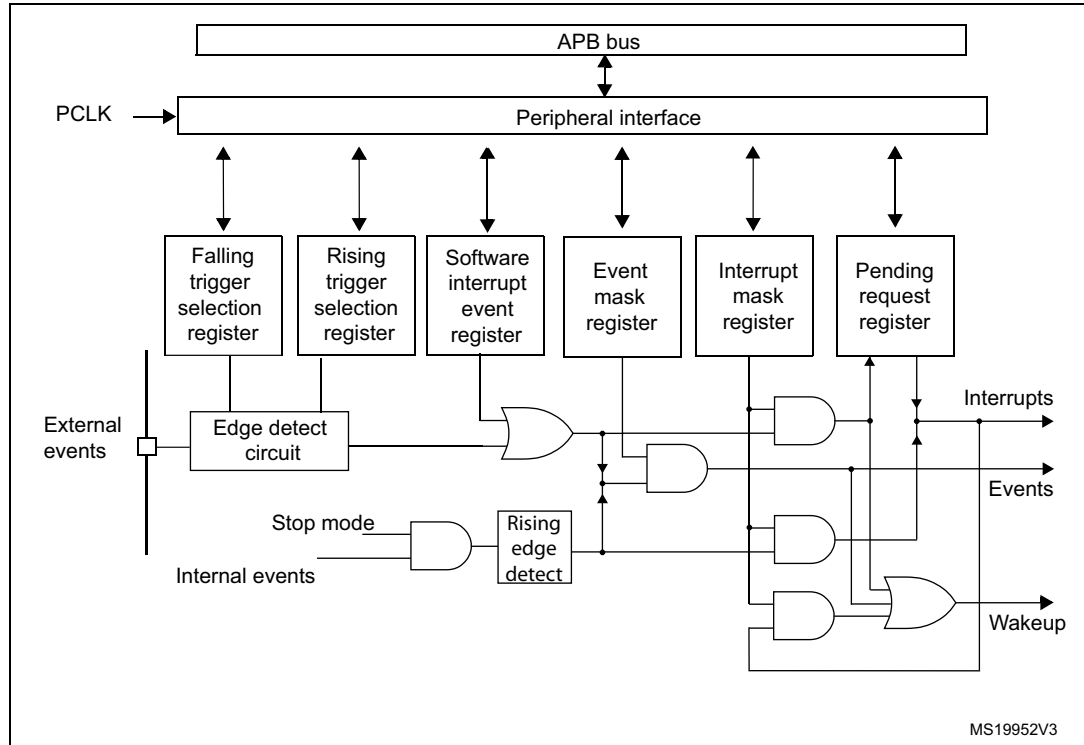 APB bus
PCLK
Peripheral interface
Falling
trigger
selection
register
Rising
trigger
selection
register
Software
interrupt
event
register
Event
mask
register
Interrupt
mask
register
Pending
request
register
External
events
Edge detect
circuit
Interrupts
Events
Stop mode
Internal events
Rising
edge
detect
Wakeup
MS19952V3